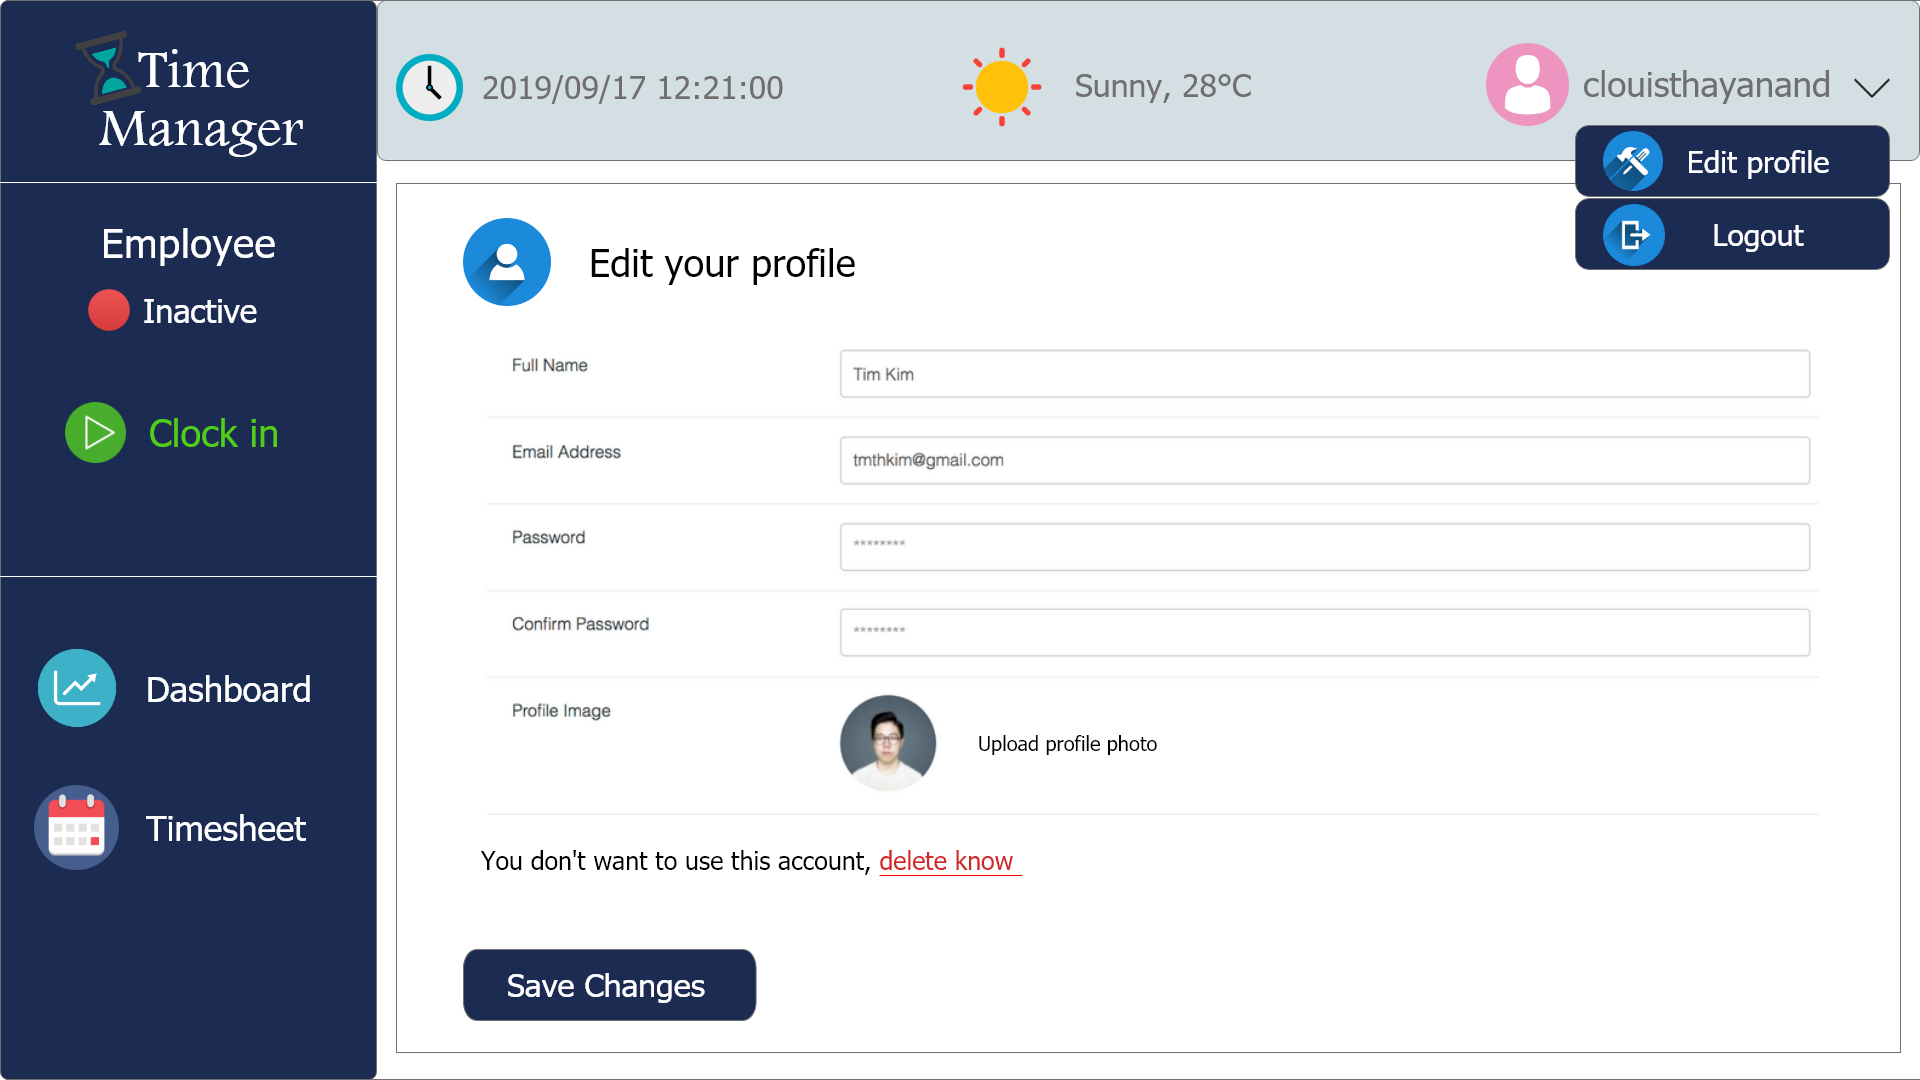 Time
Manager
2019/09/17 12:21:00
Sunny, 28°C
clouisthayanand
Edit profile
Logout
Employee
Inactive
Clock in
Dashboard
Timesheet
Edit your profile
Full Name
Tim Kim
Email Address
tmthkim@gmail.com
Password
********
Confirm Password
********
Profile Image
Upload profile photo
You don't want to use this account, delete know
Save Changes